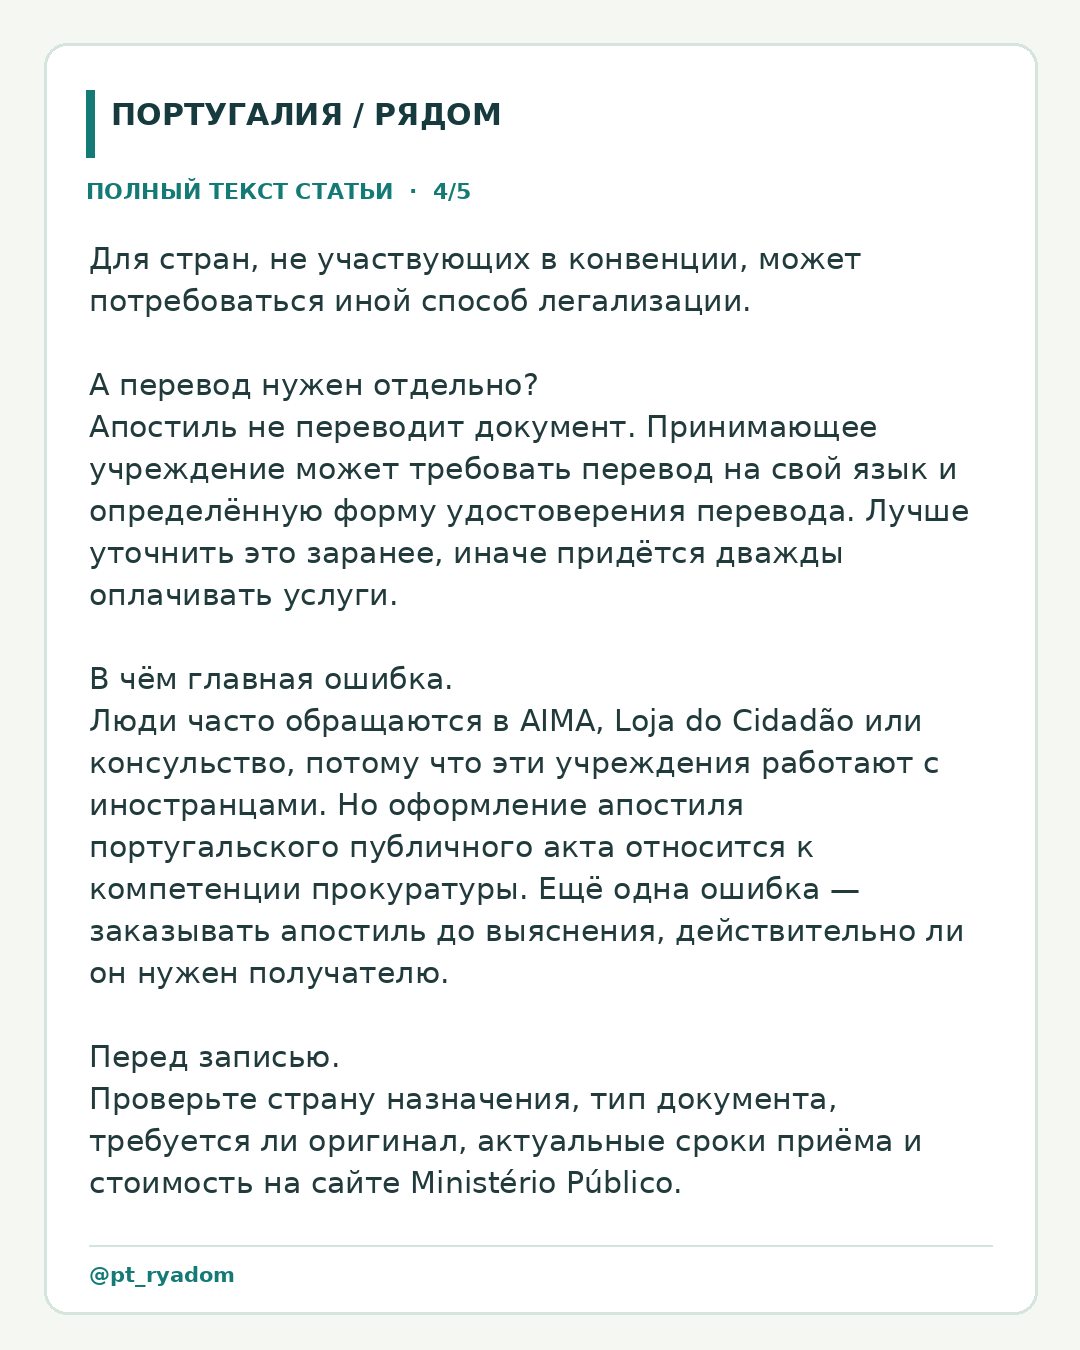 ПОРТУГАЛИЯ / РЯДОМ
ПОЛНЫЙ ТЕКСТ СТАТЬИ · 4/5
Для стран, не участвующих в конвенции, может
потребоваться иной способ легализации.
А перевод нужен отдельно?
Апостиль не переводит документ. Принимающее
учреждение может требовать перевод на свой язык и
определённую форму удостоверения перевода. Лучше
уточнить это заранее, иначе придётся дважды
оплачивать услуги.
В чём главная ошибка.
Люди часто обращаются в AIMA, Loja do Cidadão или
консульство, потому что эти учреждения работают с
иностранцами. Но оформление апостиля
португальского публичного акта относится к
компетенции прокуратуры. Ещё одна ошибка —
заказывать апостиль до выяснения, действительно ли
он нужен получателю.
Перед записью.
Проверьте страну назначения, тип документа,
требуется ли оригинал, актуальные сроки приёма и
стоимость на сайте Ministério Público.
@pt_ryadom